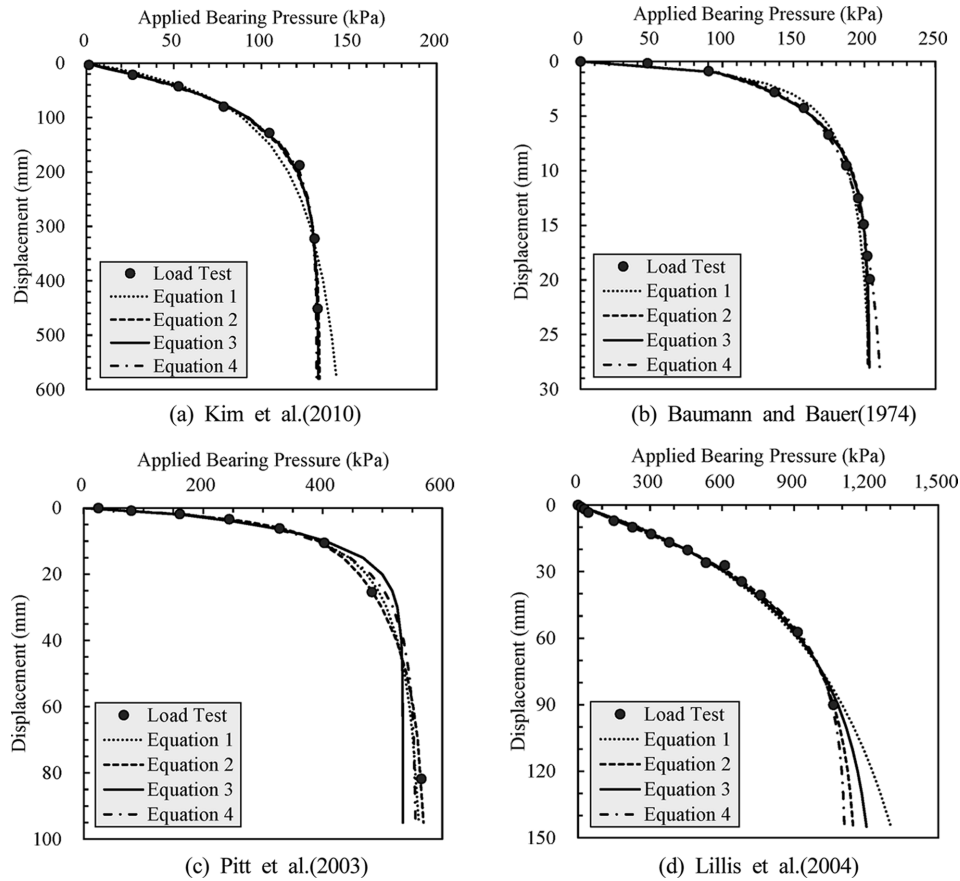 Applied Bearing Pressure (kPa)
0 50 100 150 200
0
100
200
300
400
500
600
Displacement (mm)
Load Test
Equation 1
Equation 2
Equation 3
Equation 4
(a) Kim et al.(2010)
Applied Bearing Pressure (kPa)
0 50 100 150 200 250
0
5
10
15
20
25
30
Displacement (mm)
Load Test
Equation 1
Equation 2
Equation 3
Equation 4
(b) Baumann and Bauer(1974)
Applied Bearing Pressure (kPa)
0 200 400 600
0
20
40
60
80
100
Displacement (mm)
Load Test
Equation 1
Equation 2
Equation 3
Equation 4
(c) Pitt et al.(2003)
Applied Bearing Pressure (kPa)
0 300 600 900 1,200 1,500
0
30
60
90
120
150
Displacement (mm)
Load Test
Equation 1
Equation 2
Equation 3
Equation 4
(d) Lillis et al.(2004)